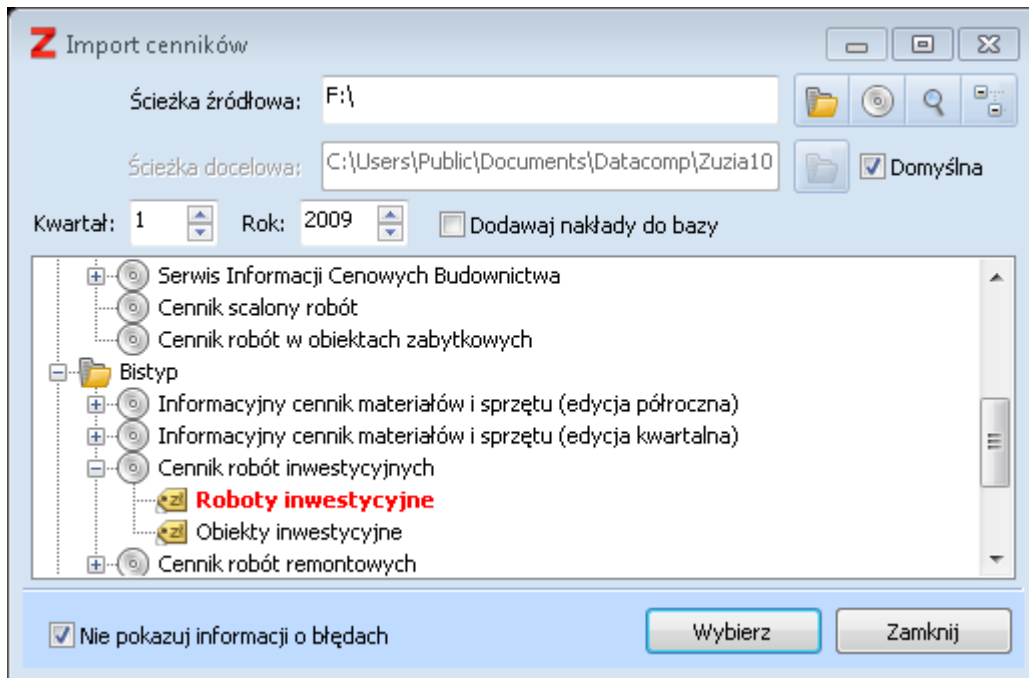 Z Import cenników
Ścieżka źródłowa: F:\
Ścieżka docelowa: C:\Users\Public\Documents\Datacomp\Zuzia10 Domyślna
Kwartał: 1 Rok: 2009 Dodawaj nakłady do bazy
Serwis Informacji Cenowych Budownictwa
Cennik scalony robót
Cennik robót w obiektach zabytkowych
Bistyp
Informacyjny cennik materiałów i sprzętu (edycja półroczna)
Informacyjny cennik materiałów i sprzętu (edycja kwartalna)
Cennik robót inwestycyjnych
zł Roboty inwestycyjne
zł Obiekty inwestycyjne
Cennik robót remontowych
Nie pokazuj informacji o błędach Wybierz Zamknij